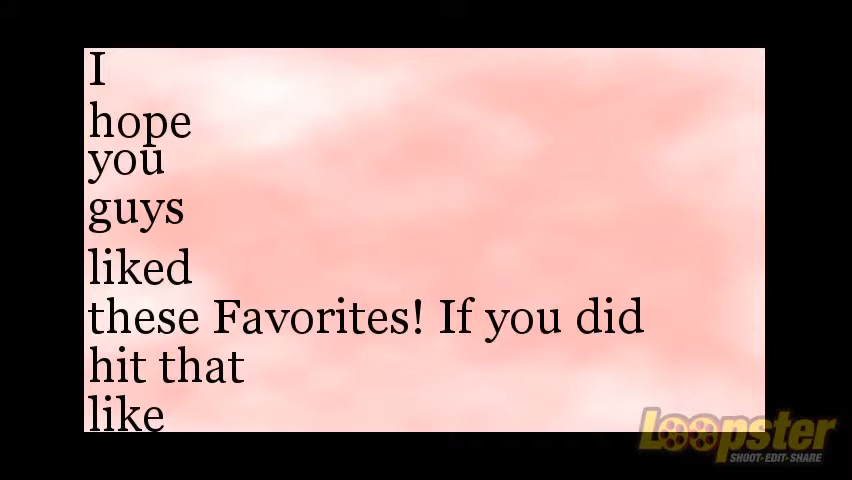 I
hope
you
guys
liked
these Favorites! If you did
hit that
like
Loopster
SHOOT-EDIT-SHARE